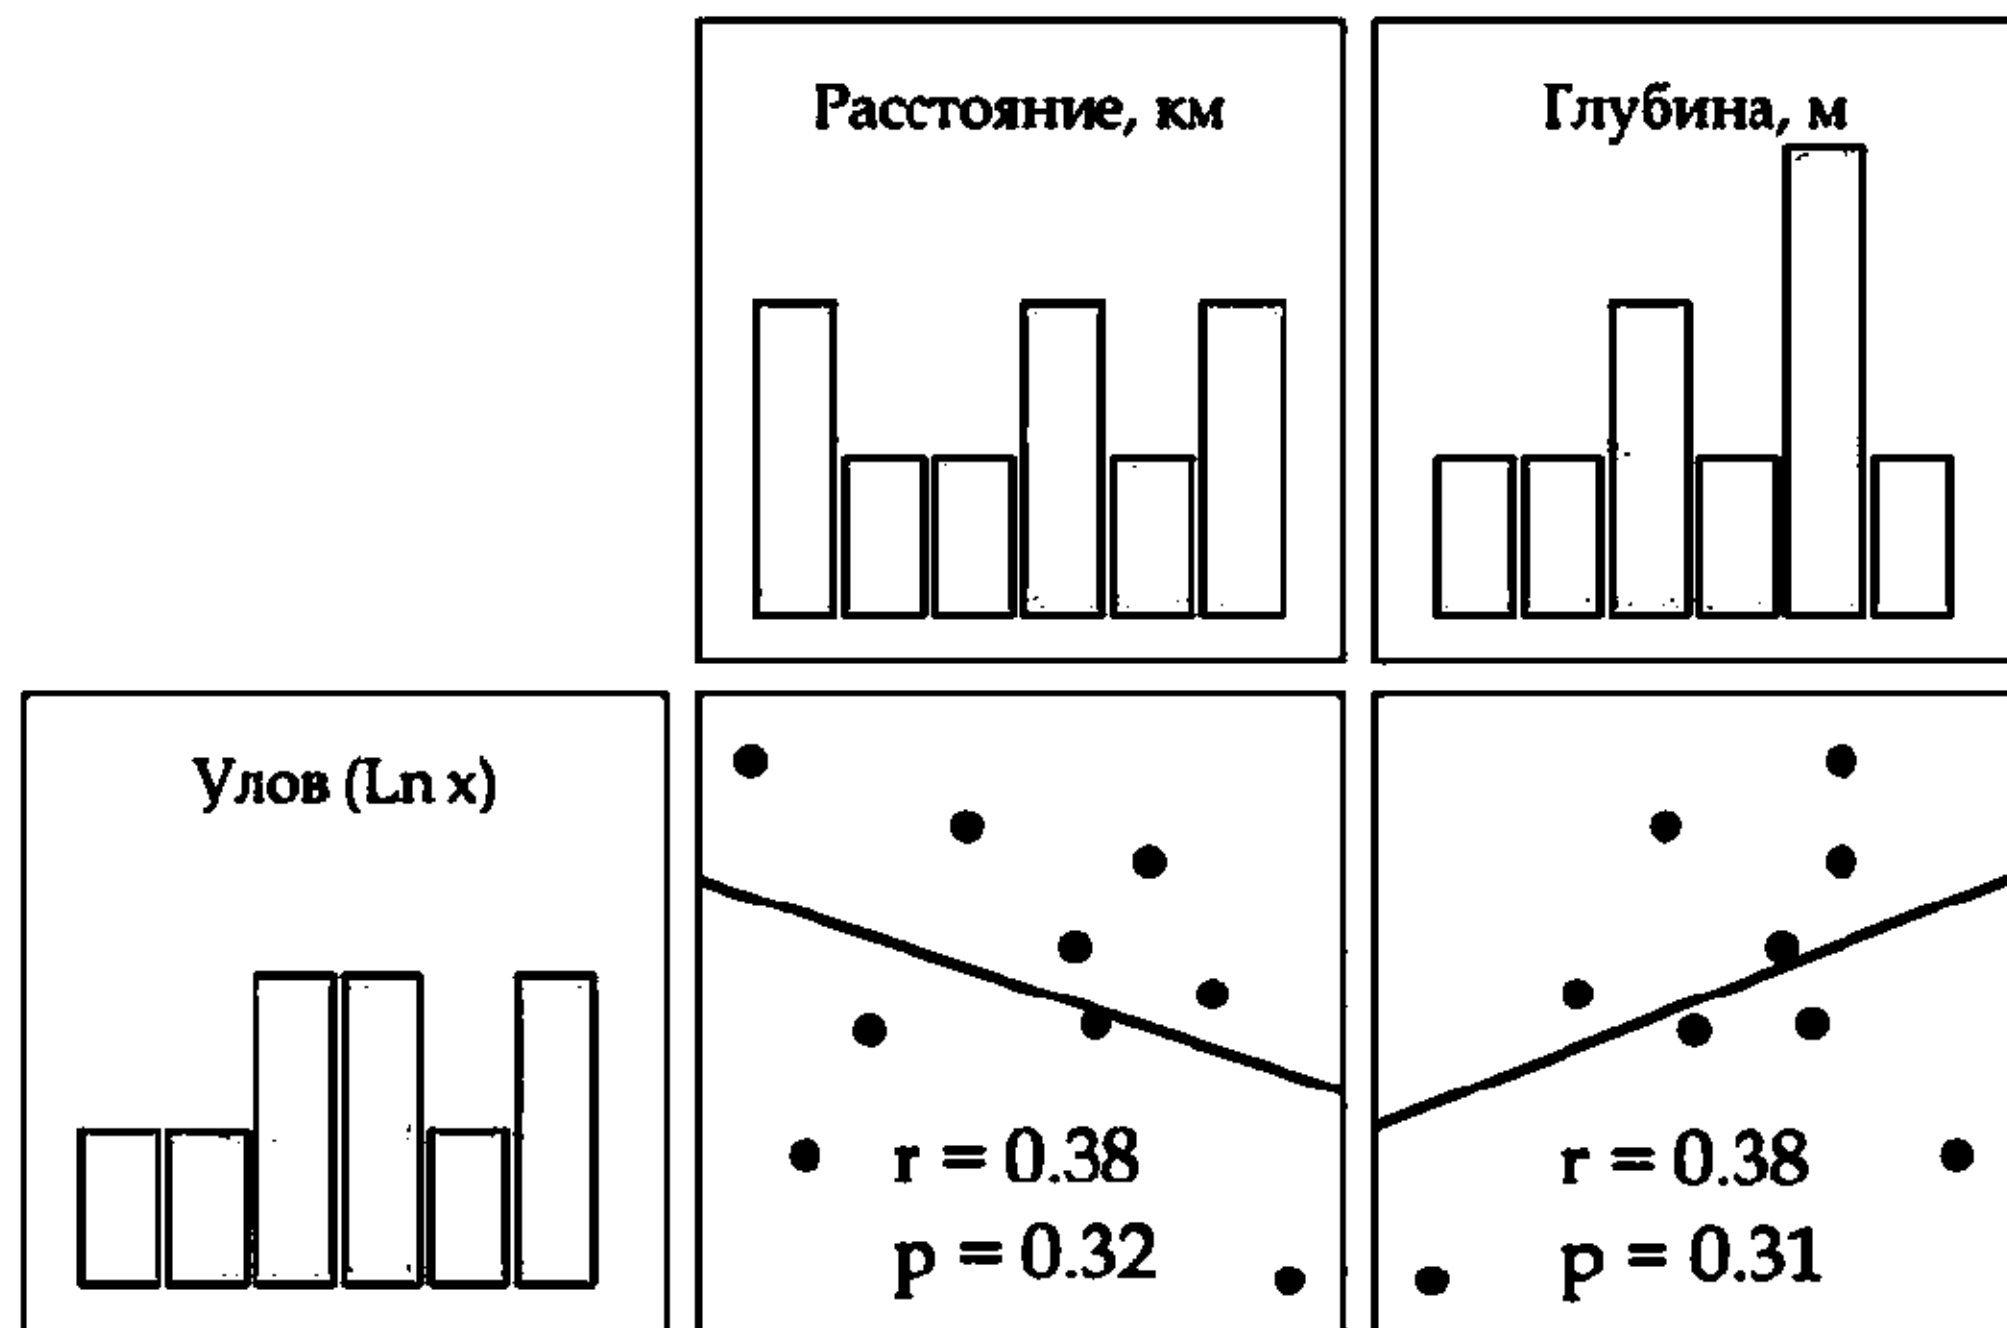 Расстояние, км
Глубина, м
Улов (Ln x)
r = 0.38
p = 0.32
r = 0.38
p = 0.31